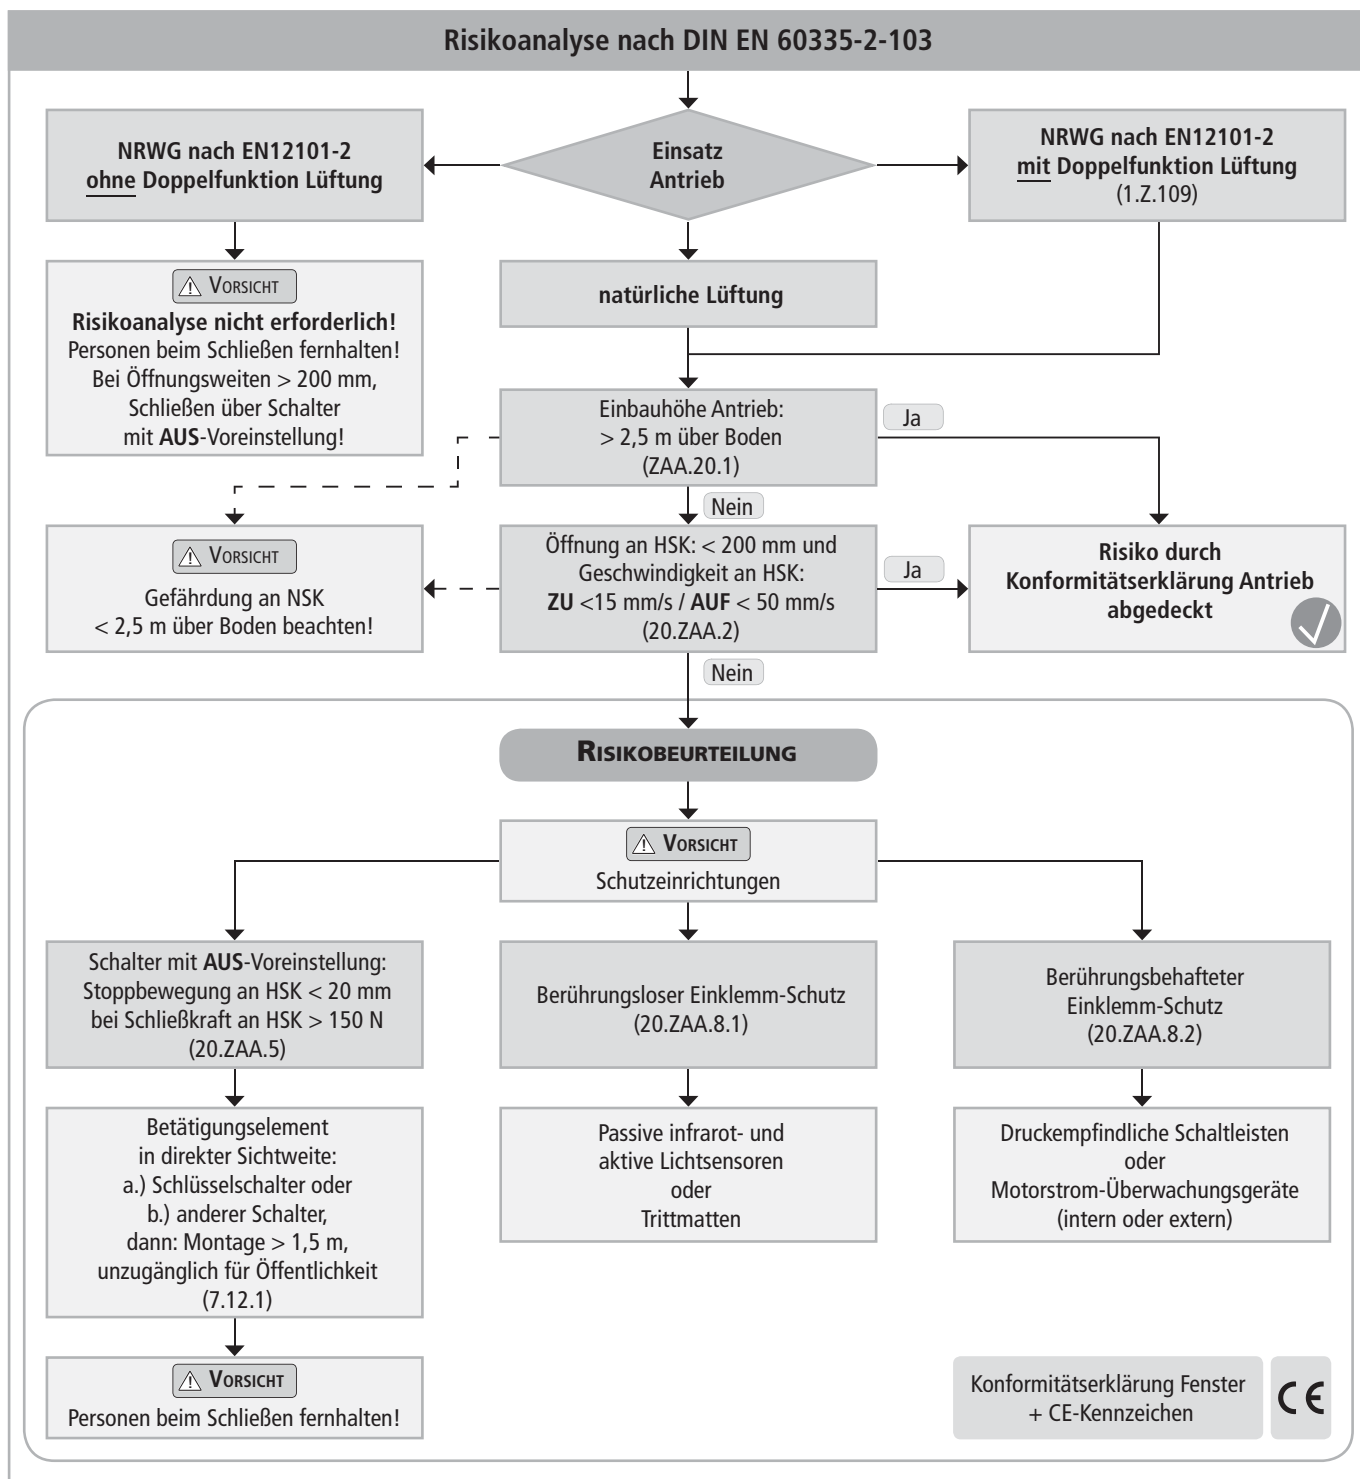 Risikoanalyse nach DIN EN 60335-2-103
NRWG nach EN12101-2
ohne Doppelfunktion Lüftung
Einsatz
Antrieb
NRWG nach EN12101-2
mit Doppelfunktion Lüftung
(1.Z.109)
VORSICHT
Risikoanalyse nicht erforderlich!
Personen beim Schließen fernhalten!
Bei Öffnungsweiten > 200 mm,
Schließen über Schalter
mit AUS-Voreinstellung!
natürliche Lüftung
Einbauhöhe Antrieb:
> 2,5 m über Boden
(ZAA.20.1)
Ja
Nein
VORSICHT
Gefährdung an NSK
< 2,5 m über Boden beachten!
Öffnung an HSK: < 200 mm und
Geschwindigkeit an HSK:
ZU <15 mm/s / AUF < 50 mm/s
(20.ZAA.2)
Ja
Risiko durch
Konformitätserklärung Antrieb
abgedeckt
Nein
RISIKOBEURTEILUNG
VORSICHT
Schutzeinrichtungen
Schalter mit AUS-Voreinstellung:
Stoppbewegung an HSK < 20 mm
bei Schließkraft an HSK > 150 N
(20.ZAA.5)
Berührungsloser Einklemm-Schutz
(20.ZAA.8.1)
Berührungsbehafteter
Einklemm-Schutz
(20.ZAA.8.2)
Betätigungselement
in direkter Sichtweite:
a.) Schlüsselschalter oder
b.) anderer Schalter,
dann: Montage > 1,5 m,
unzugänglich für Öffentlichkeit
(7.12.1)
Passive infrarot- und
aktive Lichtsensoren
oder
Trittmatten
Druckempfindliche Schaltleisten
oder
Motorstrom-Überwachungsgeräte
(intern oder extern)
VORSICHT
Personen beim Schließen fernhalten!
Konformitätserklärung Fenster
+ CE-Kennzeichen
CE